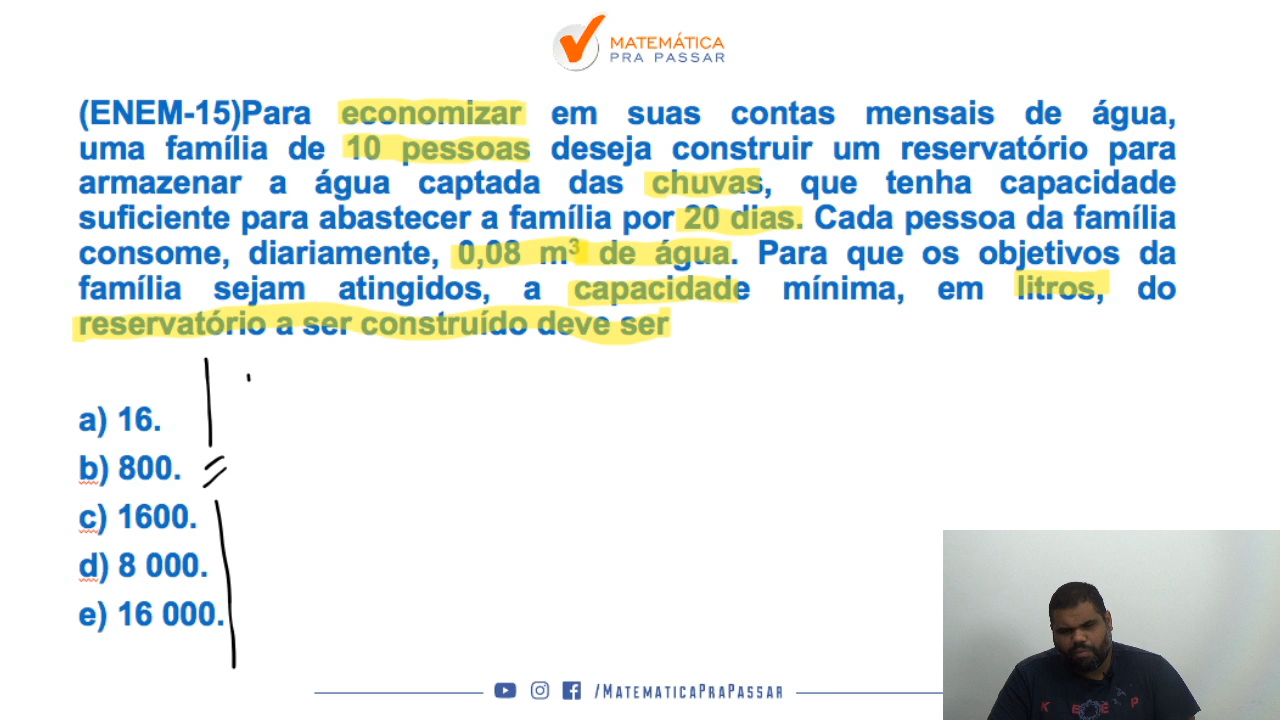 MATEMÁTICA
PRA PASSAR
(ENEM-15)Para economizar em suas contas mensais de água,
uma família de 10 pessoas deseja construir um reservatório para
armazenar a água captada das chuvas, que tenha capacidade
suficiente para abastecer a família por 20 dias. Cada pessoa da família
consome, diariamente, 0,08 m³ de água. Para que os objetivos da
família sejam atingidos, a capacidade mínima, em litros, do
reservatório a ser construído deve ser
a) 16.
b) 800.
c) 1600.
d) 8 000.
e) 16 000.
/MATEMATICAPRAPASSAR
K E E P